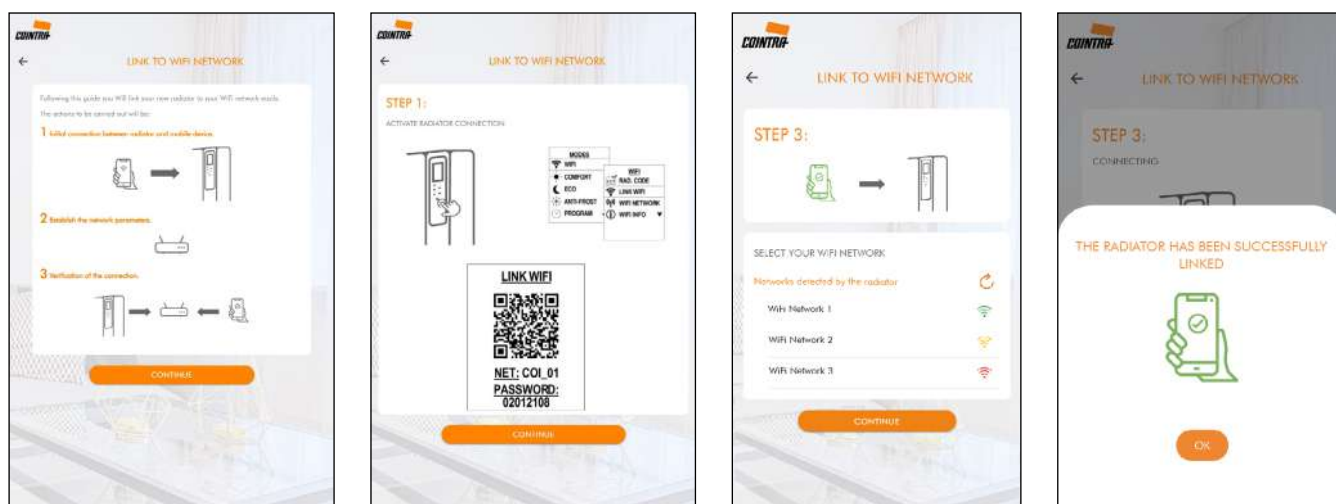 COINTRA
LINK TO WIFI NETWORK
Following this guide you Will link your new radiator to your WiFi network easily.
The actions to be carried out will be:
1 Initial connection between radiator and mobile device.
2 Establish the network parameters.
3 Verification of the connection.
CONTINUE
COINTRA
LINK TO WIFI NETWORK
STEP 1:
ACTIVATE RADIATOR CONNECTION
MODES
WIFI
COMFORT
ECO
ANTI-FROST
PROGRAM
WIFI
RAD. CODE
LINK WIFI
WIFI NETWORK
WIFI INFO
LINK WIFI
NET: COI_01
PASSWORD:
02012108
CONTINUE
COINTRA
LINK TO WIFI NETWORK
STEP 3:
SELECT YOUR WIFI NETWORK
Networks detected by the radiator
WiFi Network 1
WiFi Network 2
WiFi Network 3
CONTINUE
COINTRA
LINK TO WIFI NETWORK
STEP 3:
CONNECTING
THE RADIATOR HAS BEEN SUCCESSFULLY
LINKED
OK